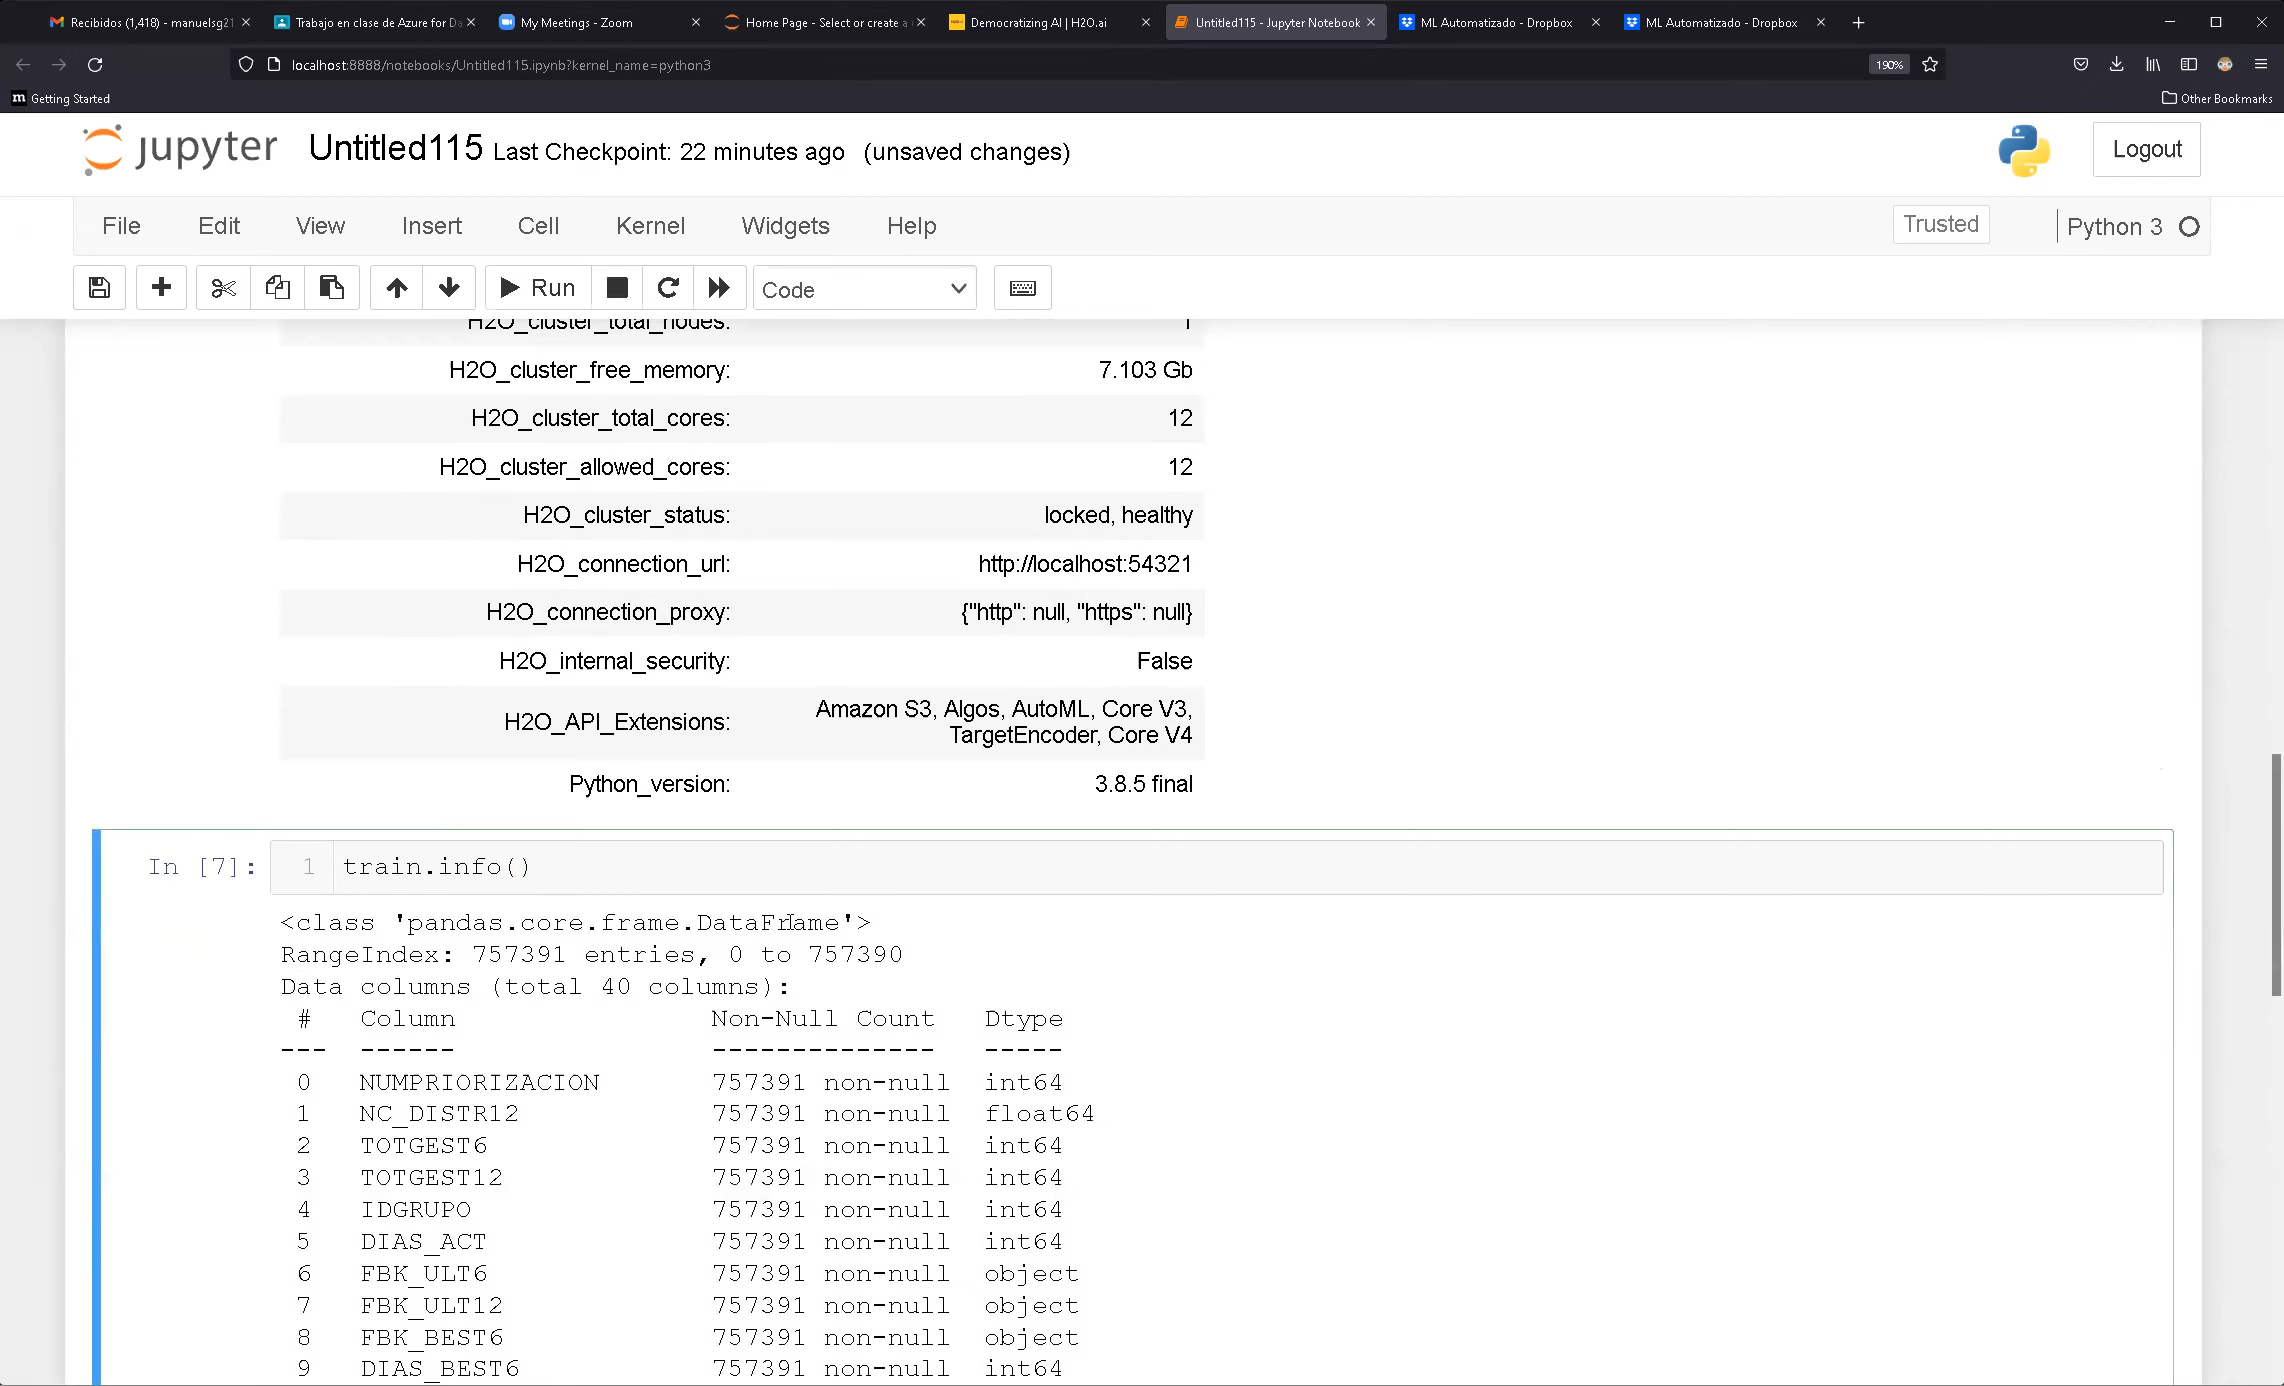 Recibidos (1,418) - manuelsg21
Trabajo en clase de Azure for Da
My Meetings - Zoom
Home Page - Select or create a
Democratizing AI | H2O.ai
Untitled115 - Jupyter Notebook
ML Automatizado - Dropbox
ML Automatizado - Dropbox
localhost:8888/notebooks/Untitled115.ipynb?kernel_name=python3
190%
m Getting Started
Other Bookmarks
jupyter Untitled115 Last Checkpoint: 22 minutes ago (unsaved changes)
Logout
File Edit View Insert Cell Kernel Widgets Help
Trusted
Python 3
Run
Code
H2O_cluster_total_nodes: 1
H2O_cluster_free_memory: 7.103 Gb
H2O_cluster_total_cores: 12
H2O_cluster_allowed_cores: 12
H2O_cluster_status: locked, healthy
H2O_connection_url: http://localhost:54321
H2O_connection_proxy: {"http": null, "https": null}
H2O_internal_security: False
H2O_API_Extensions: Amazon S3, Algos, AutoML, Core V3,
TargetEncoder, Core V4
Python_version: 3.8.5 final
In [7]: 1 train.info()
<class 'pandas.core.frame.DataFrame'>
RangeIndex: 757391 entries, 0 to 757390
Data columns (total 40 columns):
# Column Non-Null Count Dtype
--- ------ -------------- -----
0 NUMPRIORIZACION 757391 non-null int64
1 NC_DISTR12 757391 non-null float64
2 TOTGEST6 757391 non-null int64
3 TOTGEST12 757391 non-null int64
4 IDGRUPO 757391 non-null int64
5 DIAS_ACT 757391 non-null int64
6 FBK_ULT6 757391 non-null object
7 FBK_ULT12 757391 non-null object
8 FBK_BEST6 757391 non-null object
9 DIAS_BEST6 757391 non-null int64